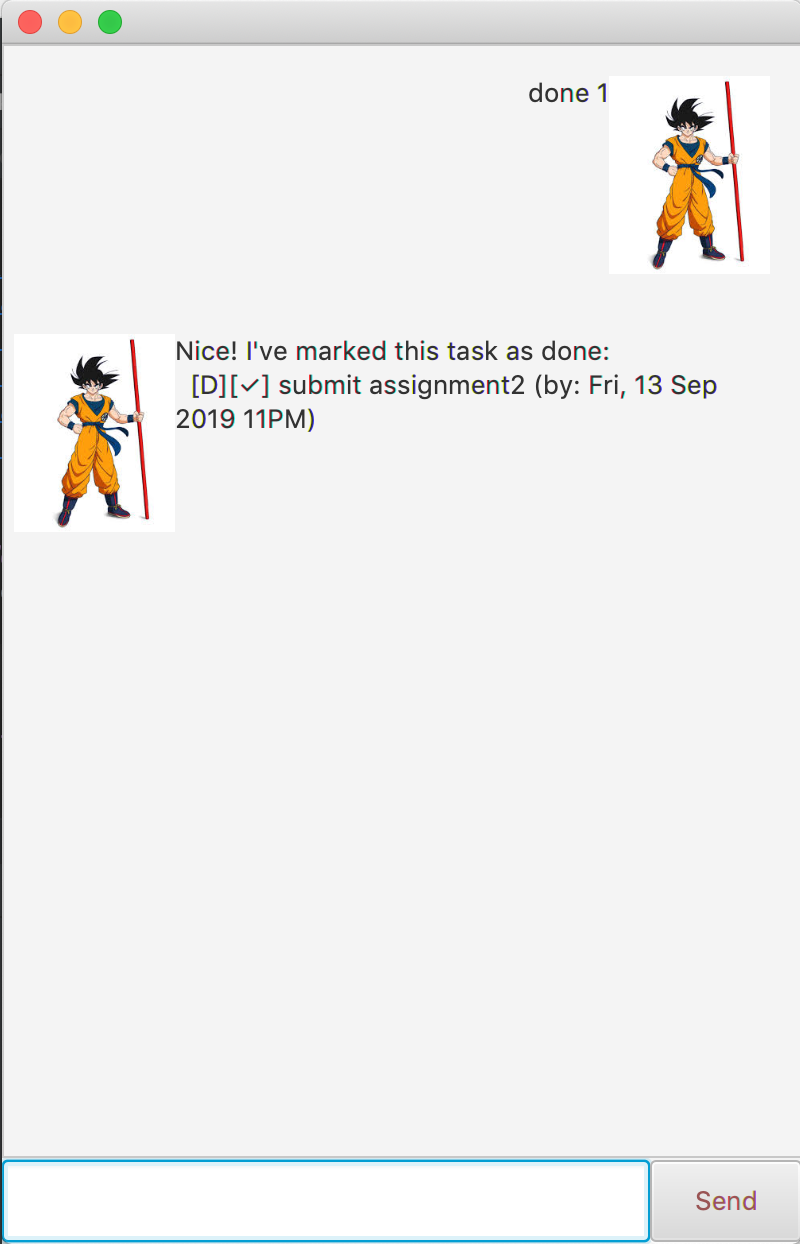 done 1
Nice! I've marked this task as done:
[D][✓] submit assignment2 (by: Fri, 13 Sep
2019 11PM)
Send